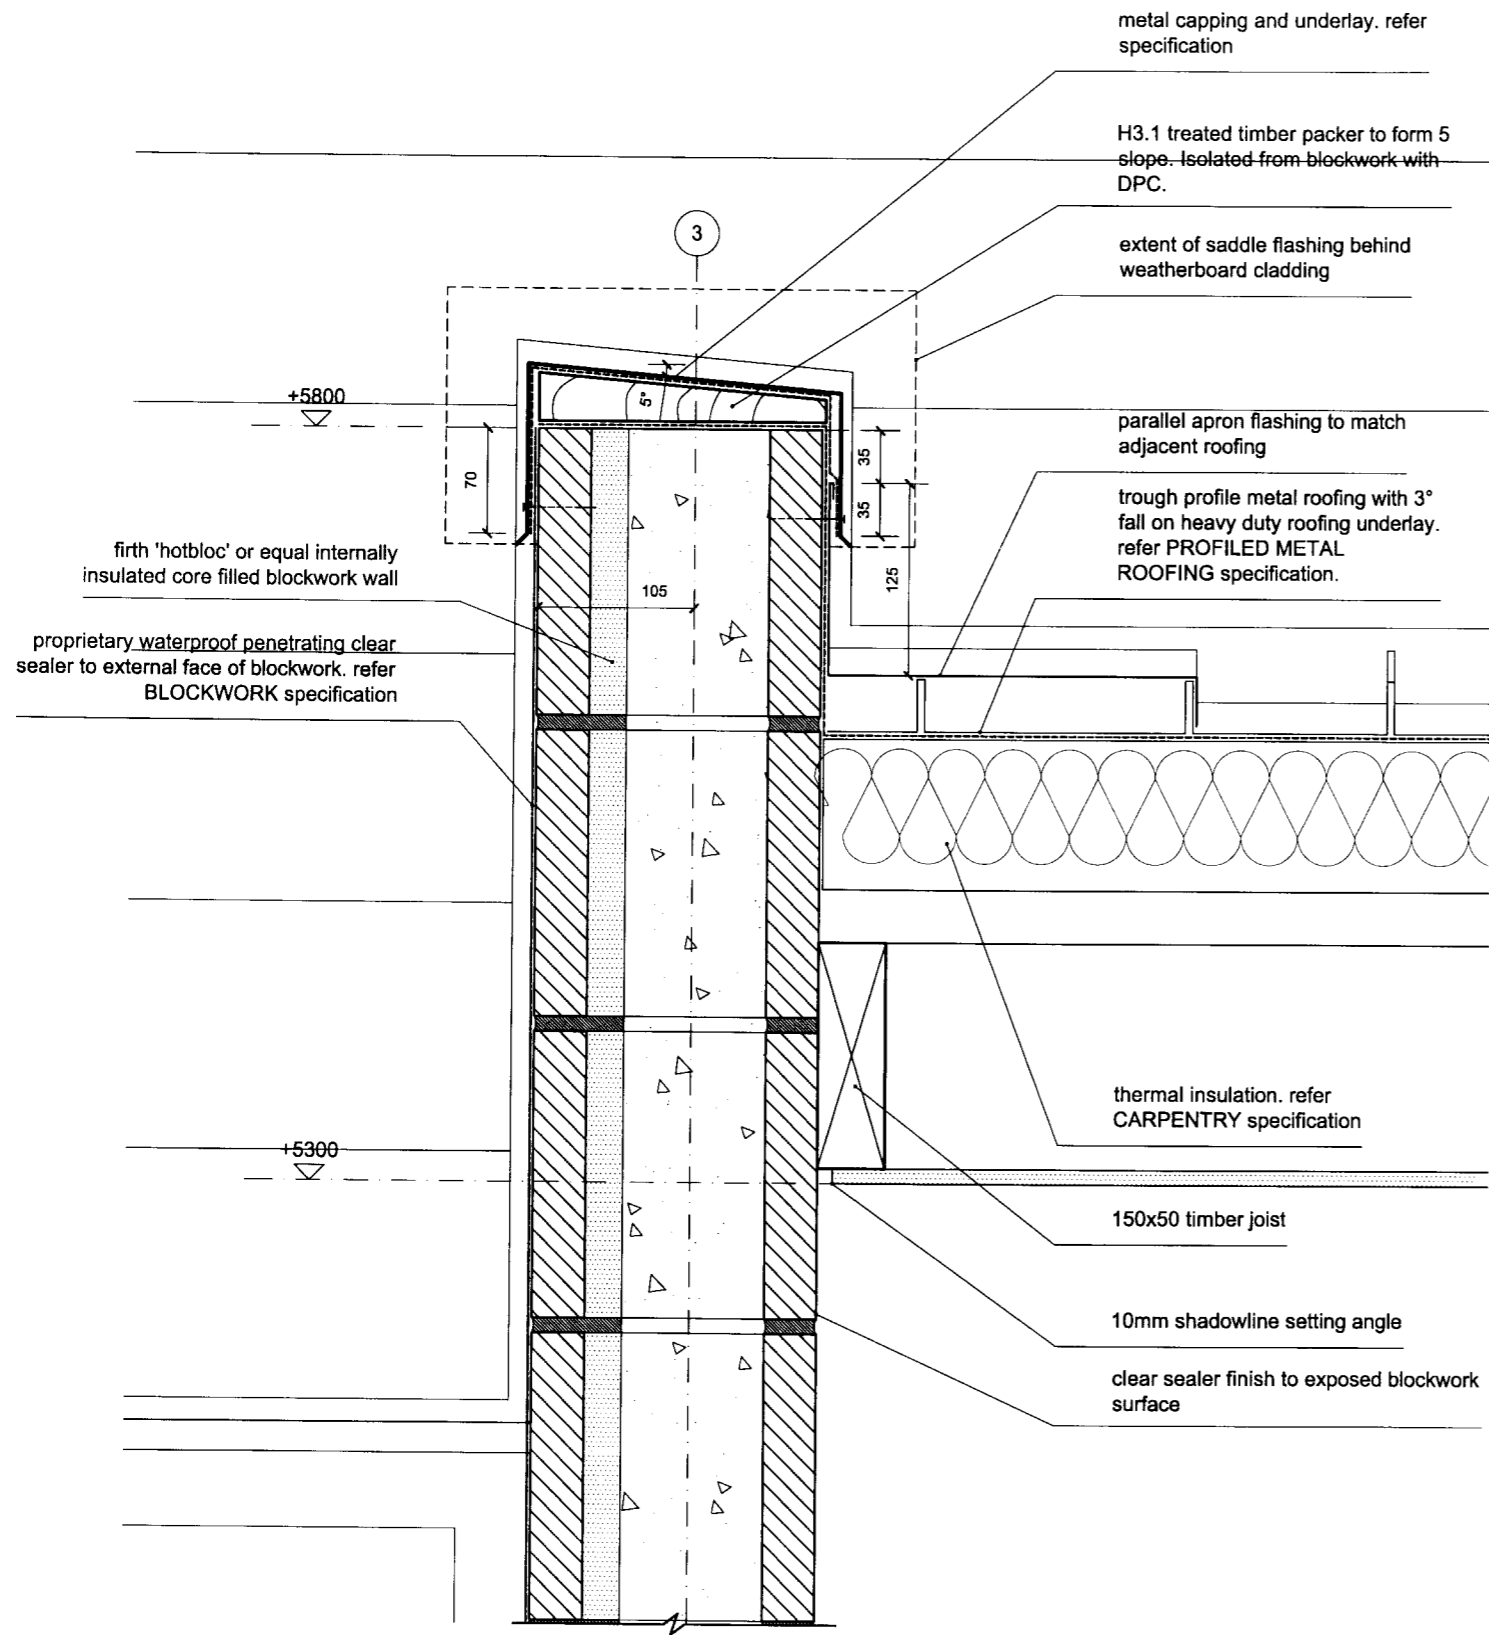 metal capping and underlay. refer
specification
H3.1 treated timber packer to form 5
slope. Isolated from blockwork with
DPC.
3
extent of saddle flashing behind
weatherboard cladding
+5800
5°
parallel apron flashing to match
adjacent roofing
70
35
35
125
trough profile metal roofing with 3°
fall on heavy duty roofing underlay.
refer PROFILED METAL
ROOFING specification.
firth 'hotbloc' or equal internally
insulated core filled blockwork wall
105
proprietary waterproof penetrating clear
sealer to external face of blockwork. refer
BLOCKWORK specification
thermal insulation. refer
CARPENTRY specification
+5300
150x50 timber joist
10mm shadowline setting angle
clear sealer finish to exposed blockwork
surface